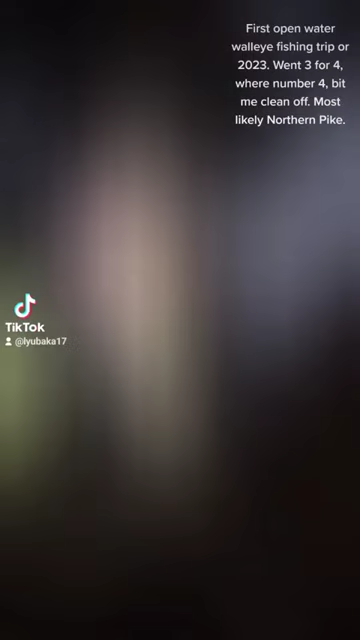 First open water
walleye fishing trip or
2023. Went 3 for 4,
where number 4, bit
me clean off. Most
likely Northern Pike.
TikTok
@lyubaka17